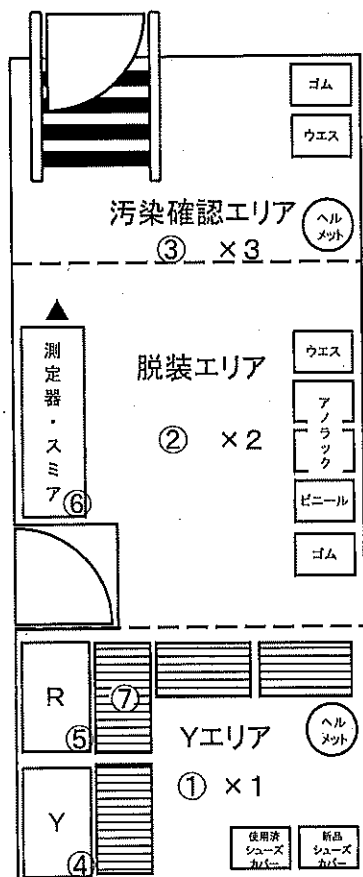 ゴム
ウエス
汚染確認エリア
ヘル
メット
③ ×3
▲
測定器・スミア
⑥
脱装エリア
② ×2
ウエス
アノラック
ビニール
ゴム
R
⑤
⑦
Yエリア
ヘル
メット
① ×1
Y
④
使用済
シューズ
カバー
新品
シューズ
カバー